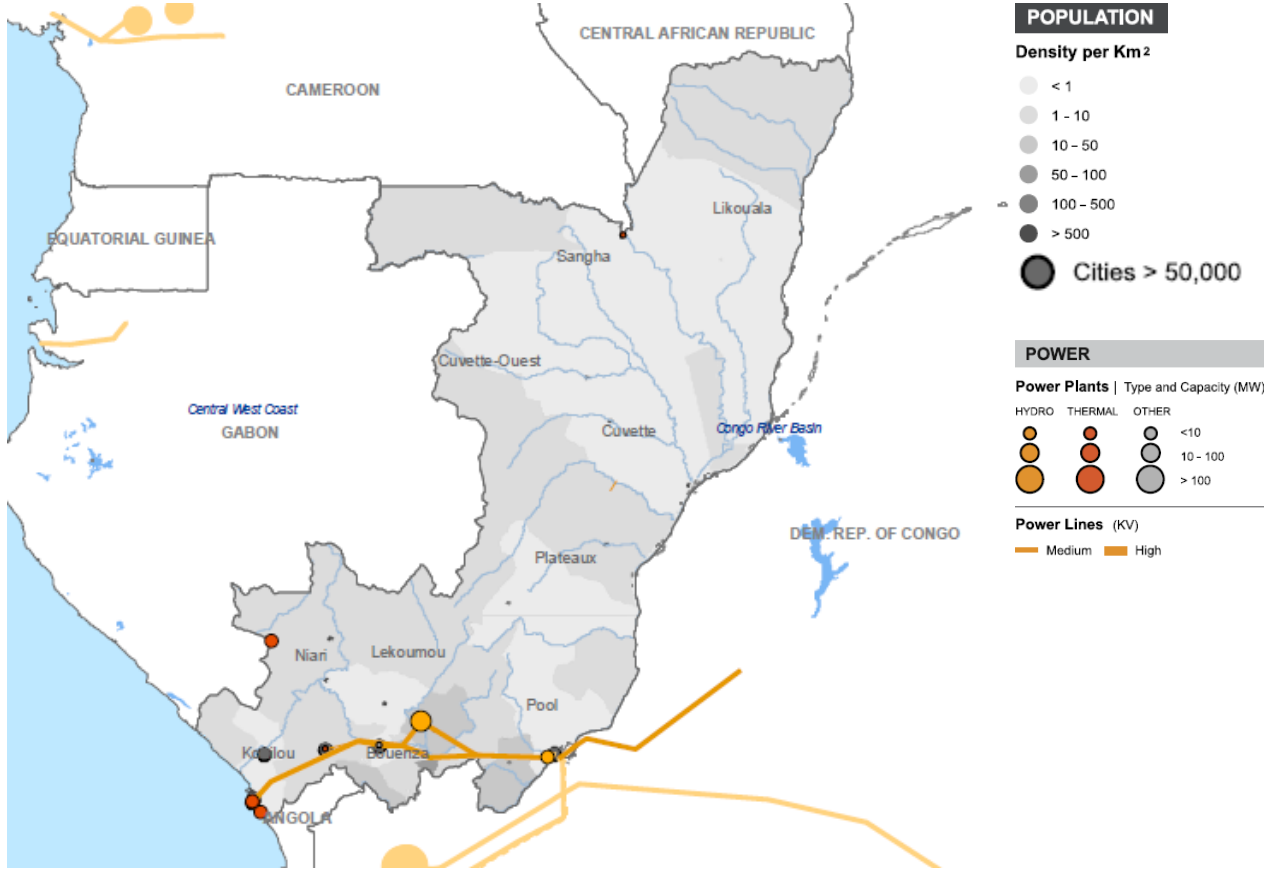 CENTRAL AFRICAN REPUBLIC
CAMEROON
Likouala
EQUATORIAL GUINEA
Sangha
Cuvette-Ouest
Central West Coast
GABON
Cuvette
Congo River Basin
DEM. REP. OF CONGO
Plateaux
Niari
Lekoumou
Pool
Kouilou
Bouenza
ANGOLA
POPULATION
Density per Km2
< 1
1 - 10
10 - 50
50 - 100
100 - 500
> 500
Cities > 50,000
POWER
Power Plants | Type and Capacity (MW)
HYDRO THERMAL OTHER
<10
10 - 100
> 100
Power Lines (KV)
Medium High